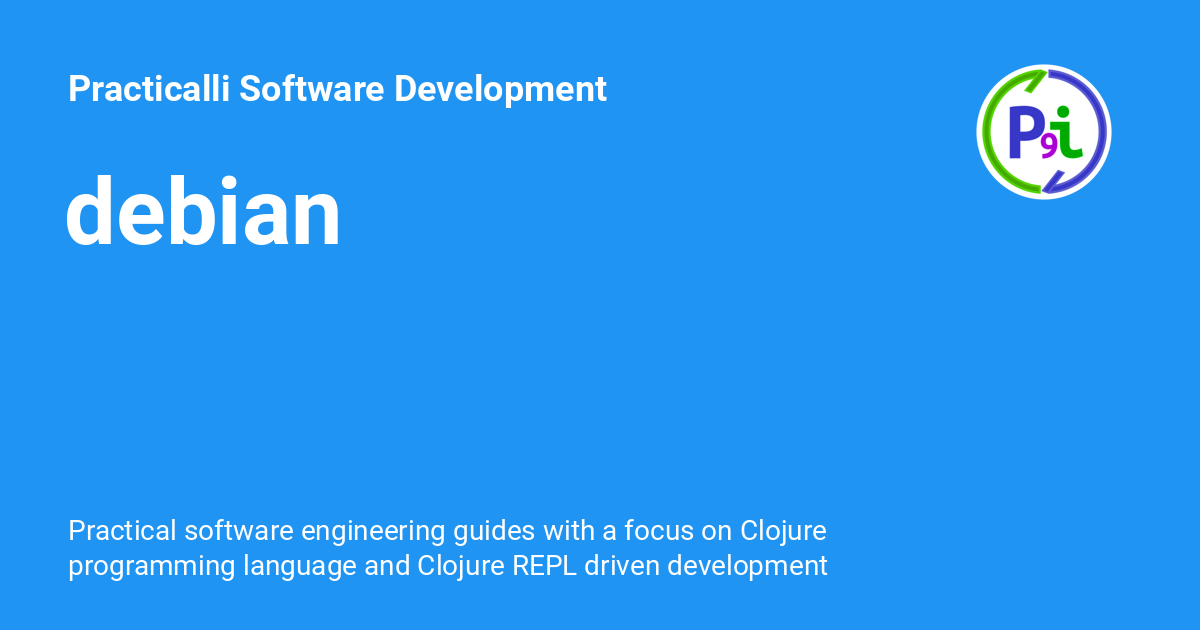 Practicalli Software Development
P9i
debian
Practical software engineering guides with a focus on Clojure
programming language and Clojure REPL driven development